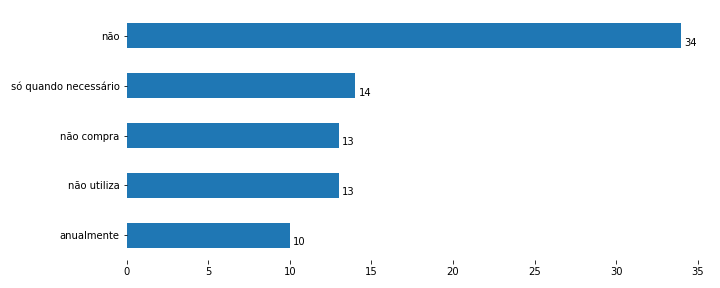 não
34
só quando necessário
14
não compra
13
não utiliza
13
anualmente
10
0 5 10 15 20 25 30 35